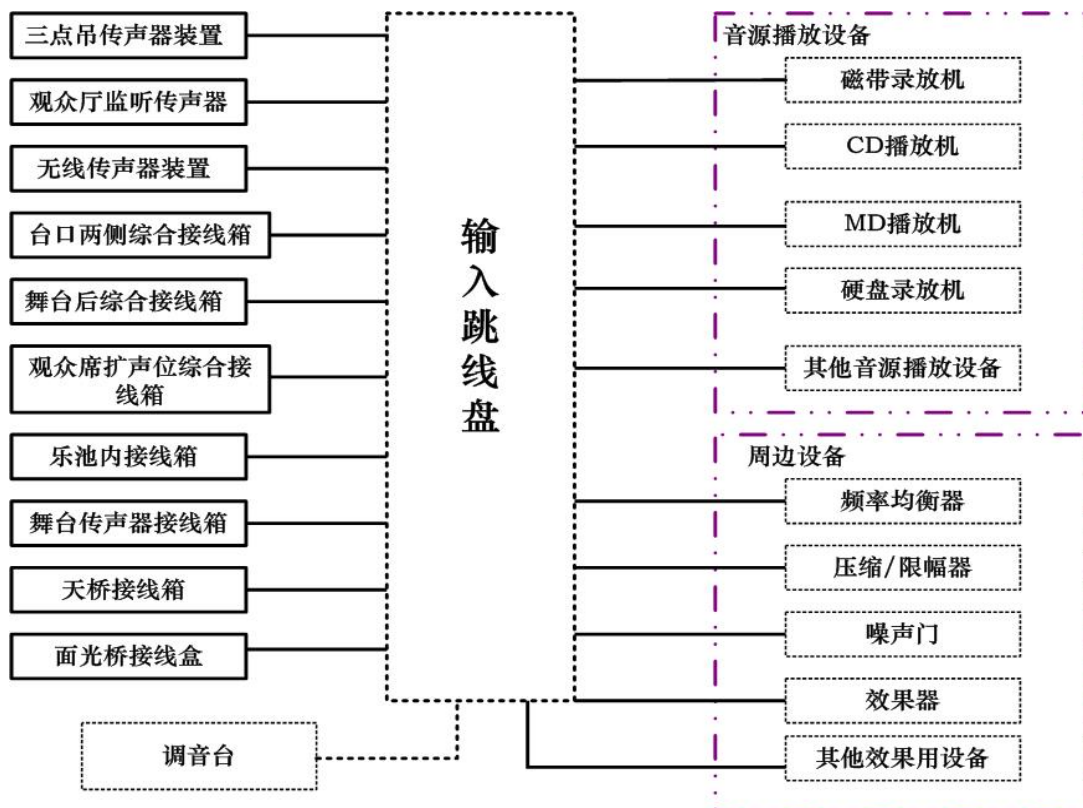 三点吊传声器装置
观众厅监听传声器
无线传声器装置
台口两侧综合接线箱
舞台后综合接线箱
观众席扩声位综合接
线箱
乐池内接线箱
舞台传声器接线箱
天桥接线箱
面光桥接线盒
调音台
输
入
跳
线
盘
音源播放设备
磁带录放机
CD播放机
MD播放机
硬盘录放机
其他音源播放设备
周边设备
频率均衡器
压缩/限幅器
噪声门
效果器
其他效果用设备